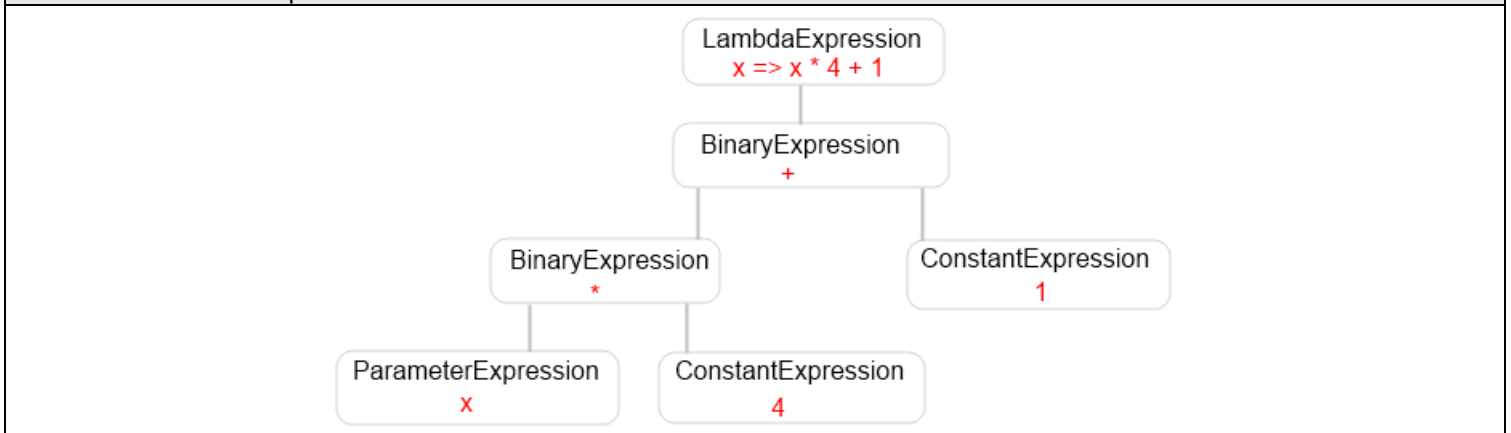 LambdaExpression
x => x * 4 + 1
BinaryExpression
+
BinaryExpression
*
ConstantExpression
1
ParameterExpression
x
ConstantExpression
4